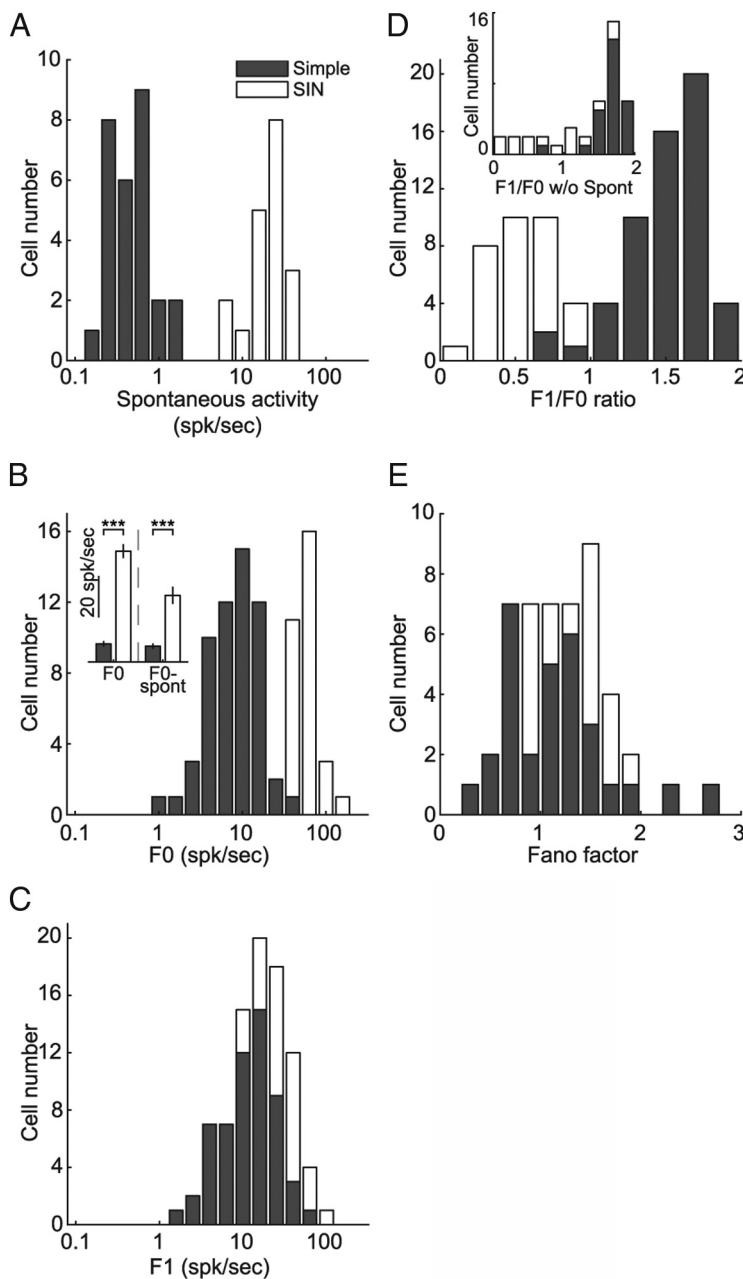 A
10
8
6
4
2
0
Cell number
Simple
SIN
0.1
1
10
100
Spontaneous activity
(spk/sec)
D
20
16
12
8
4
0
Cell number
16
0
Cell number
0
1
2
F1/F0 w/o Spont
0
0.5
1
1.5
2
F1/F0 ratio
B
16
12
8
4
0
Cell number
20 spk/sec
***
***
F0
F0-
spont
0.1
1
10
100
F0 (spk/sec)
E
10
8
6
4
2
0
Cell number
0
1
2
3
Fano factor
C
20
16
12
8
4
0
Cell number
0.1
1
10
100
F1 (spk/sec)